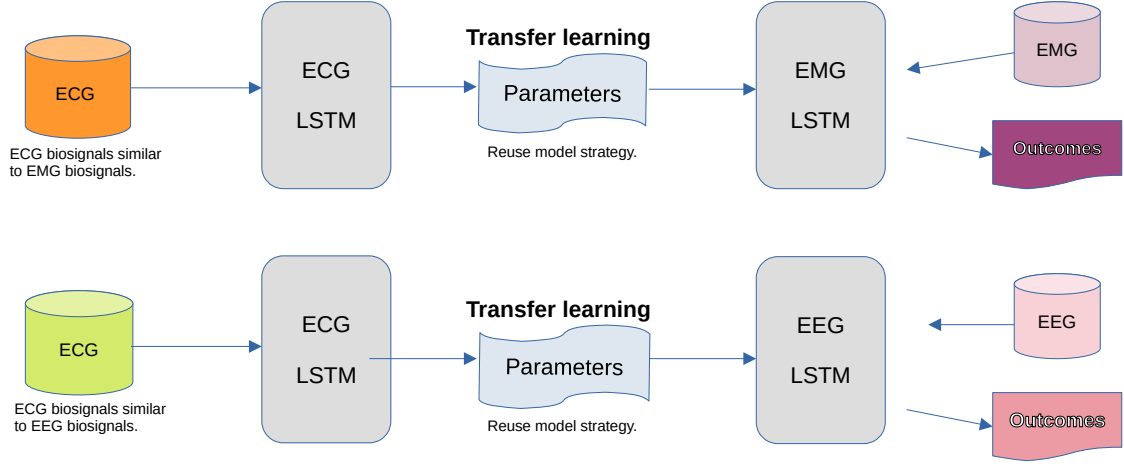 Transfer learning
ECG
ECG
LSTM
Parameters
EMG
LSTM
EMG
Outcomes
ECG biosignals similar
to EMG biosignals.
Reuse model strategy.
Transfer learning
ECG
ECG
LSTM
Parameters
EEG
LSTM
EEG
Outcomes
ECG biosignals similar
to EEG biosignals.
Reuse model strategy.